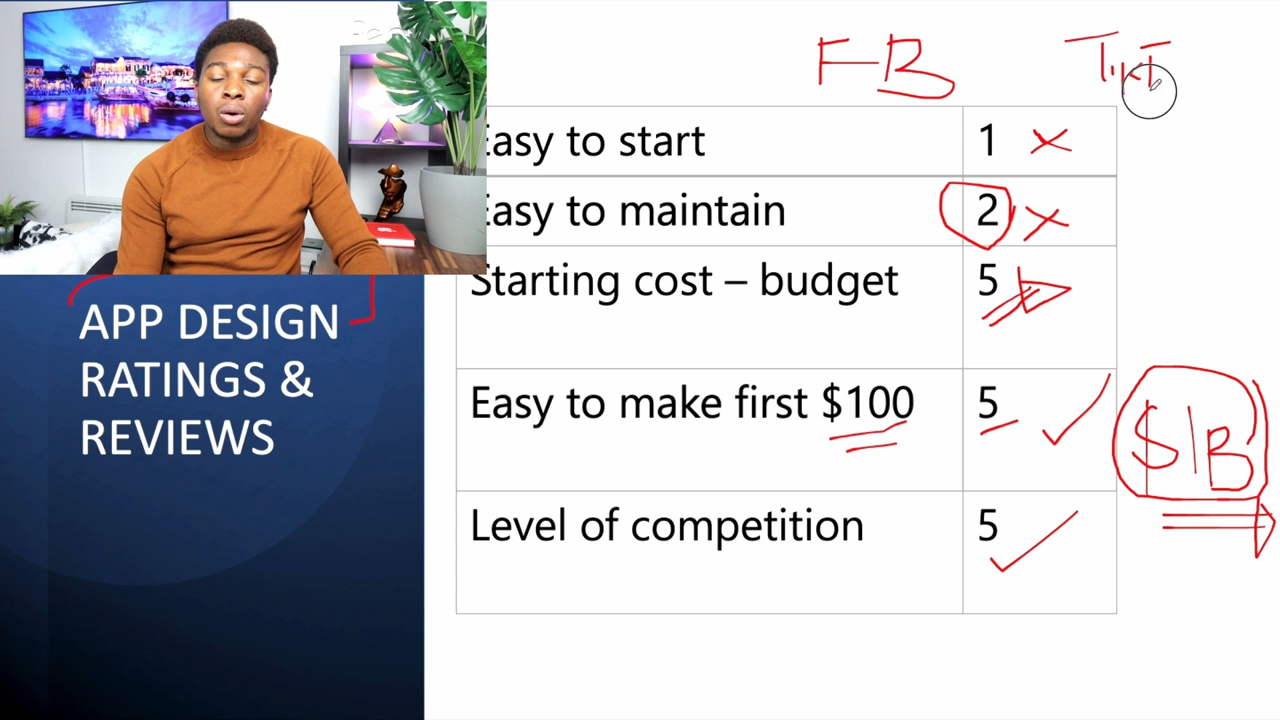 FB
TikT
Easy to start 1
Easy to maintain 2
Starting cost – budget 5
Easy to make first $100 5
$1B
Level of competition 5
APP DESIGN
RATINGS &
REVIEWS